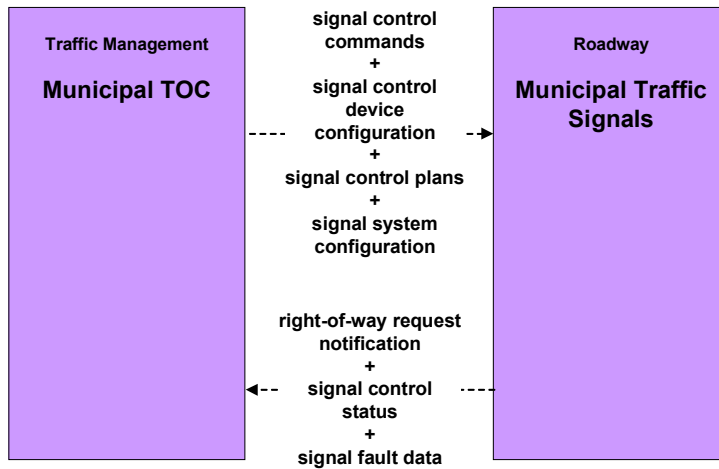 Traffic Management
Municipal TOC
signal control
commands
+
signal control
device
configuration
+
signal control plans
+
signal system
configuration
right-of-way request
notification
+
signal control
status
+
signal fault data
Roadway
Municipal Traffic
Signals